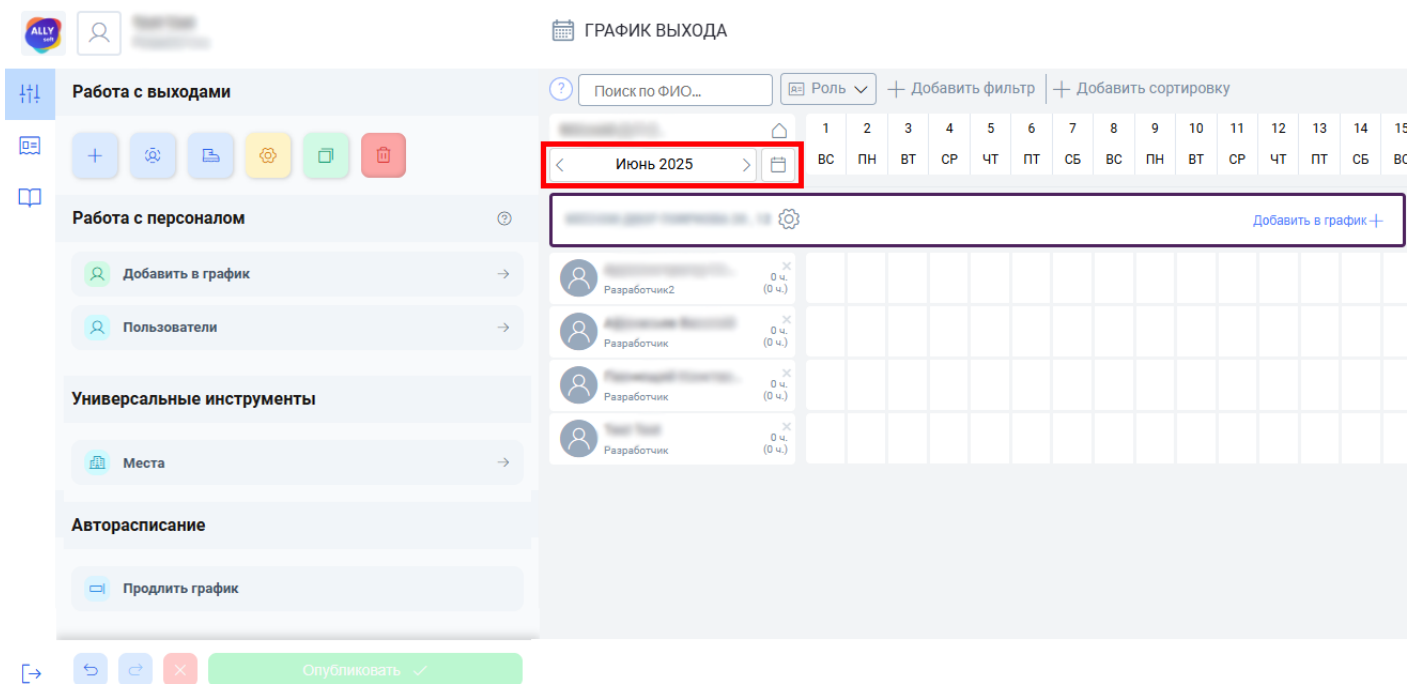 ALLY
soft
ГРАФИК ВЫХОДА
Работа с выходами
? Поиск по ФИО... Роль + Добавить фильтр + Добавить сортировку
1 2 3 4 5 6 7 8 9 10 11 12 13 14 15
ВС ПН ВТ СР ЧТ ПТ СБ ВС ПН ВТ СР ЧТ ПТ СБ ВС
< Июнь 2025 >
Работа с персоналом ?
Добавить в график +
Добавить в график →
Пользователи →
0 ч.
Разработчик2 (0 ч.)
0 ч.
Разработчик (0 ч.)
0 ч.
Разработчик (0 ч.)
0 ч.
Разработчик (0 ч.)
Универсальные инструменты
Места →
Авторасписание
Продлить график
Опубликовать ✓